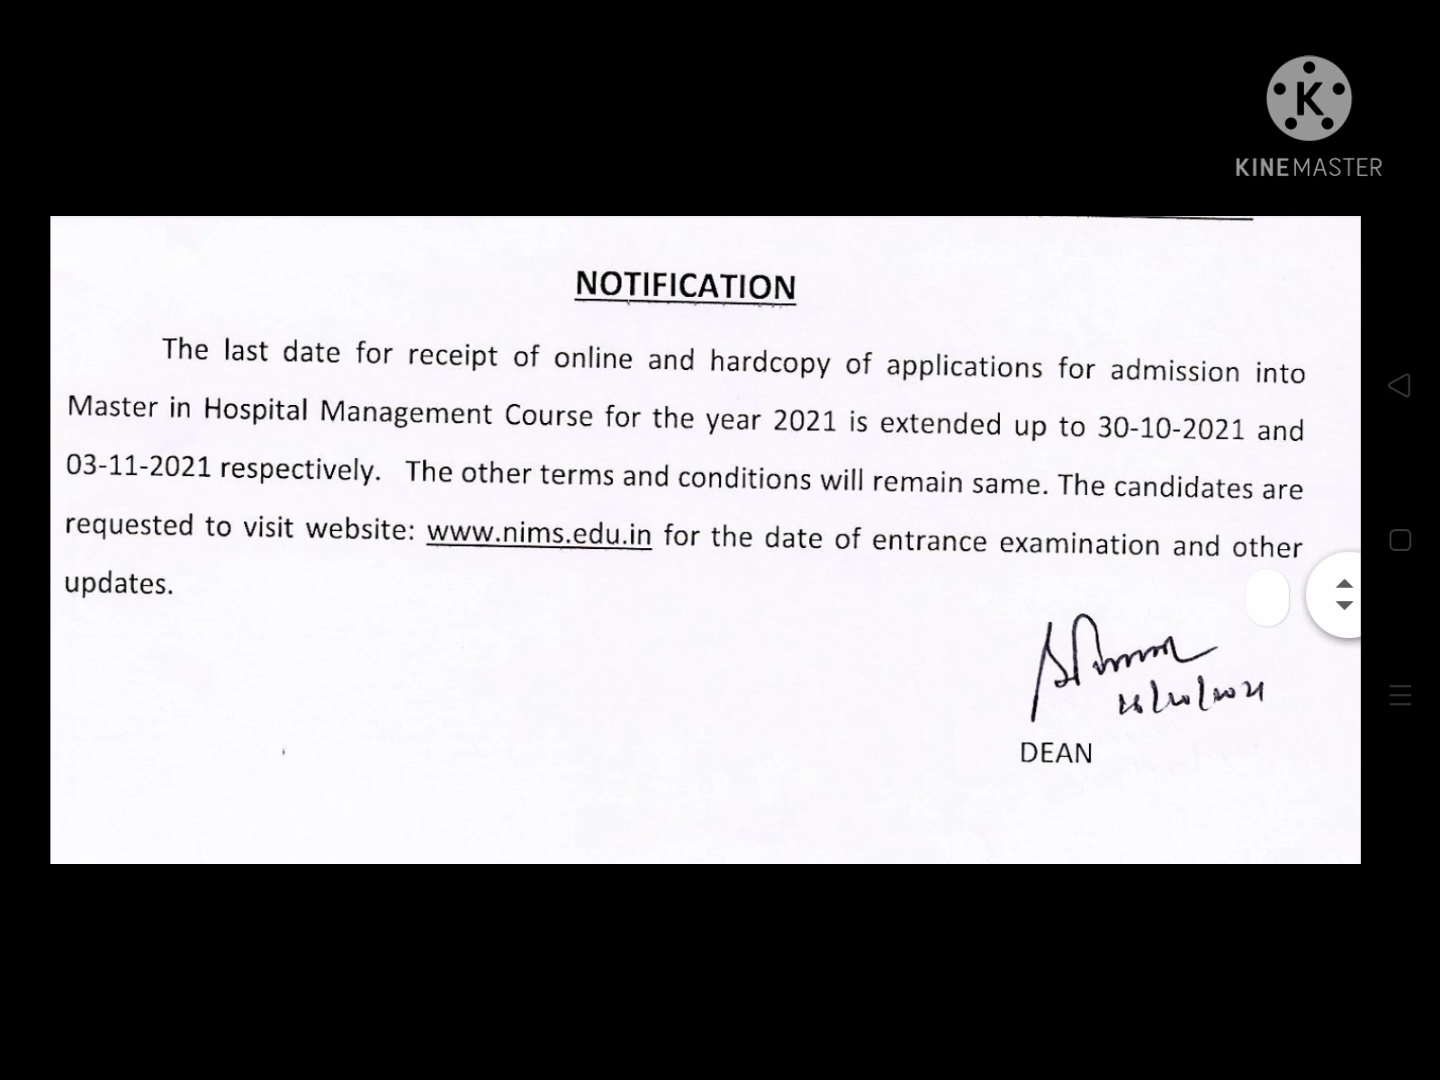 KINEMASTER
NOTIFICATION
The last date for receipt of online and hardcopy of applications for admission into
Master in Hospital Management Course for the year 2021 is extended up to 30-10-2021 and
03-11-2021 respectively. The other terms and conditions will remain same. The candidates are
requested to visit website: www.nims.edu.in for the date of entrance examination and other
updates.
DEAN